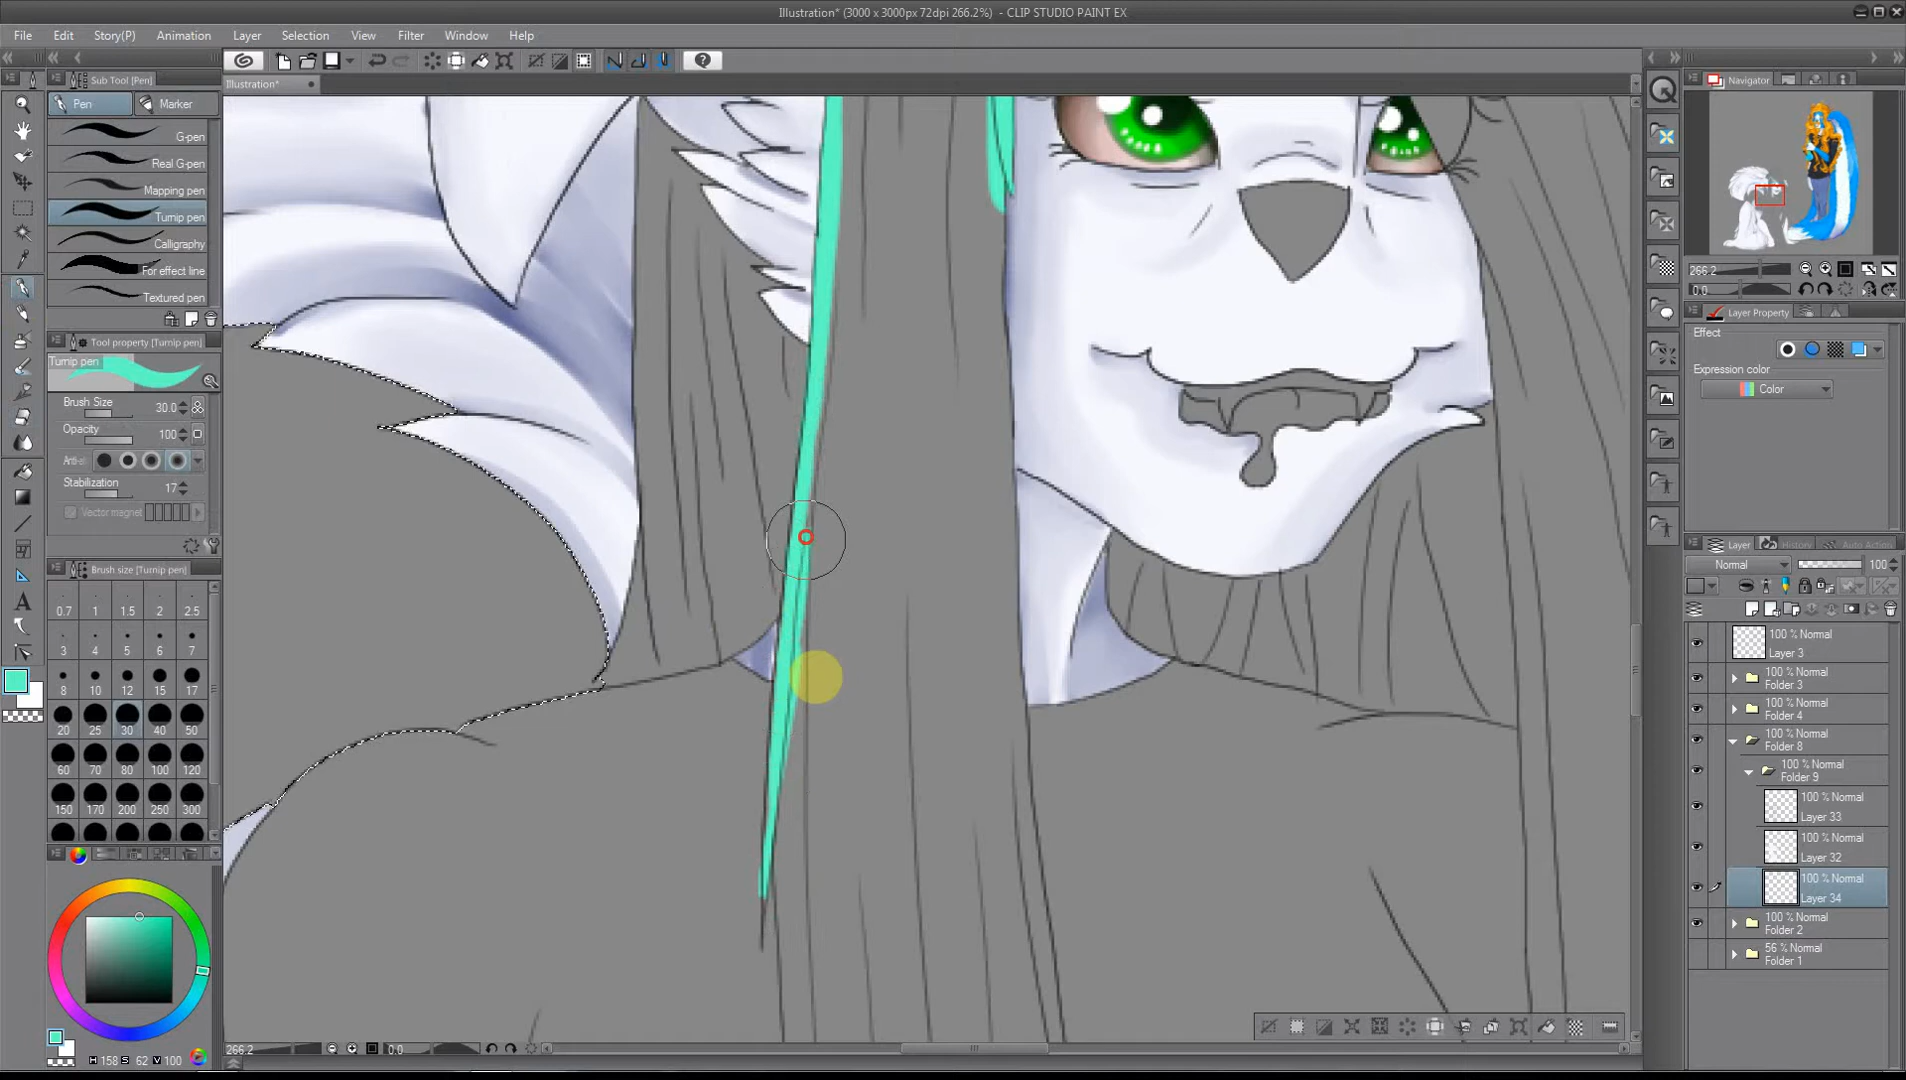 Illustration* (3000 x 3000px 72dpi 266.2%) - CLIP STUDIO PAINT EX
File Edit Story(P) Animation Layer Selection View Filter Window Help
Sub Tool [Pen]
Illustration*
Navigator
Pen Marker
G-pen
Real G-pen
Mapping pen
Turnip pen
Calligraphy
For effect line
Textured pen
266.2
0.0
Layer Property
Tool property [Turnip pen]
Effect
Turnip pen
Expression color
Color
Brush Size 30.0
Opacity 100
Anti-al
Stabilization 17
Vector magnet
Layer History Auto Action
Brush size [Turnip pen]
Normal 100
0.7 1 1.5 2 2.5
3 4 5 6 7
8 10 12 15 17
20 25 30 40 50
60 70 80 100 120
150 170 200 250 300
100 % Normal
Layer 3
100 % Normal
Folder 3
100 % Normal
Folder 4
100 % Normal
Folder 8
100 % Normal
Folder 9
100 % Normal
Layer 33
100 % Normal
Layer 32
100 % Normal
Layer 34
100 % Normal
Folder 2
56 % Normal
Folder 1
H 158 S 62 V 100
266.2 0.0